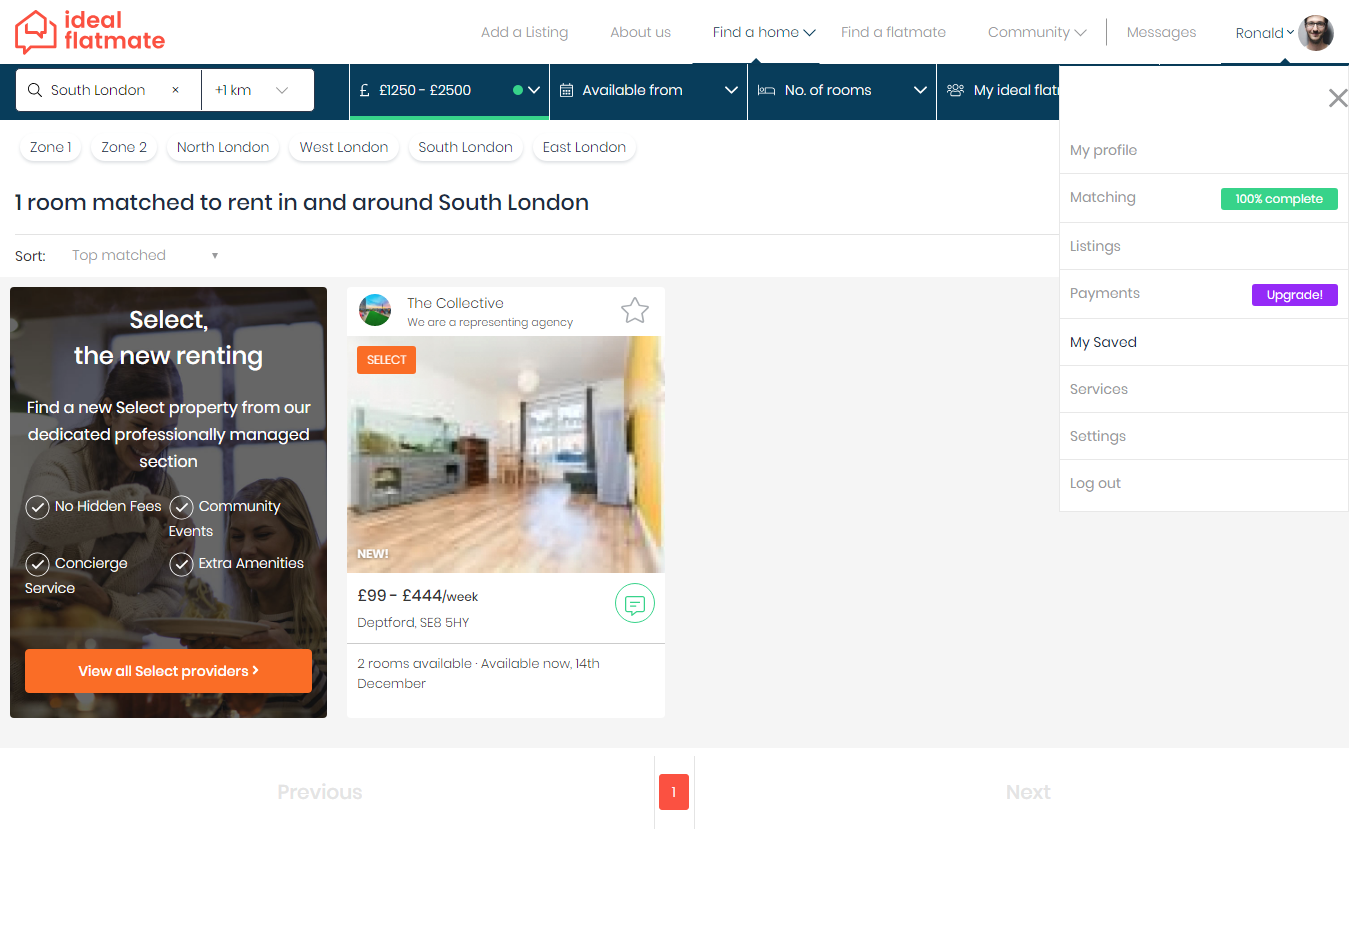 ideal
flatmate
Add a Listing
About us
Find a home
Find a flatmate
Community
Messages
Ronald
South London
×
+1 km
£ £1250 - £2500
Available from
No. of rooms
My ideal flat
Zone 1
Zone 2
North London
West London
South London
East London
1 room matched to rent in and around South London
Sort:
Top matched
My profile
Matching
100% complete
Listings
Payments
Upgrade!
My Saved
Services
Settings
Log out
Select,
the new renting
Find a new Select property from our
dedicated professionally managed
section
No Hidden Fees
Community
Events
Concierge
Service
Extra Amenities
View all Select providers
The Collective
We are a representing agency
SELECT
NEW!
£99 - £444/week
Deptford, SE8 5HY
2 rooms available · Available now, 14th
December
Previous
1
Next